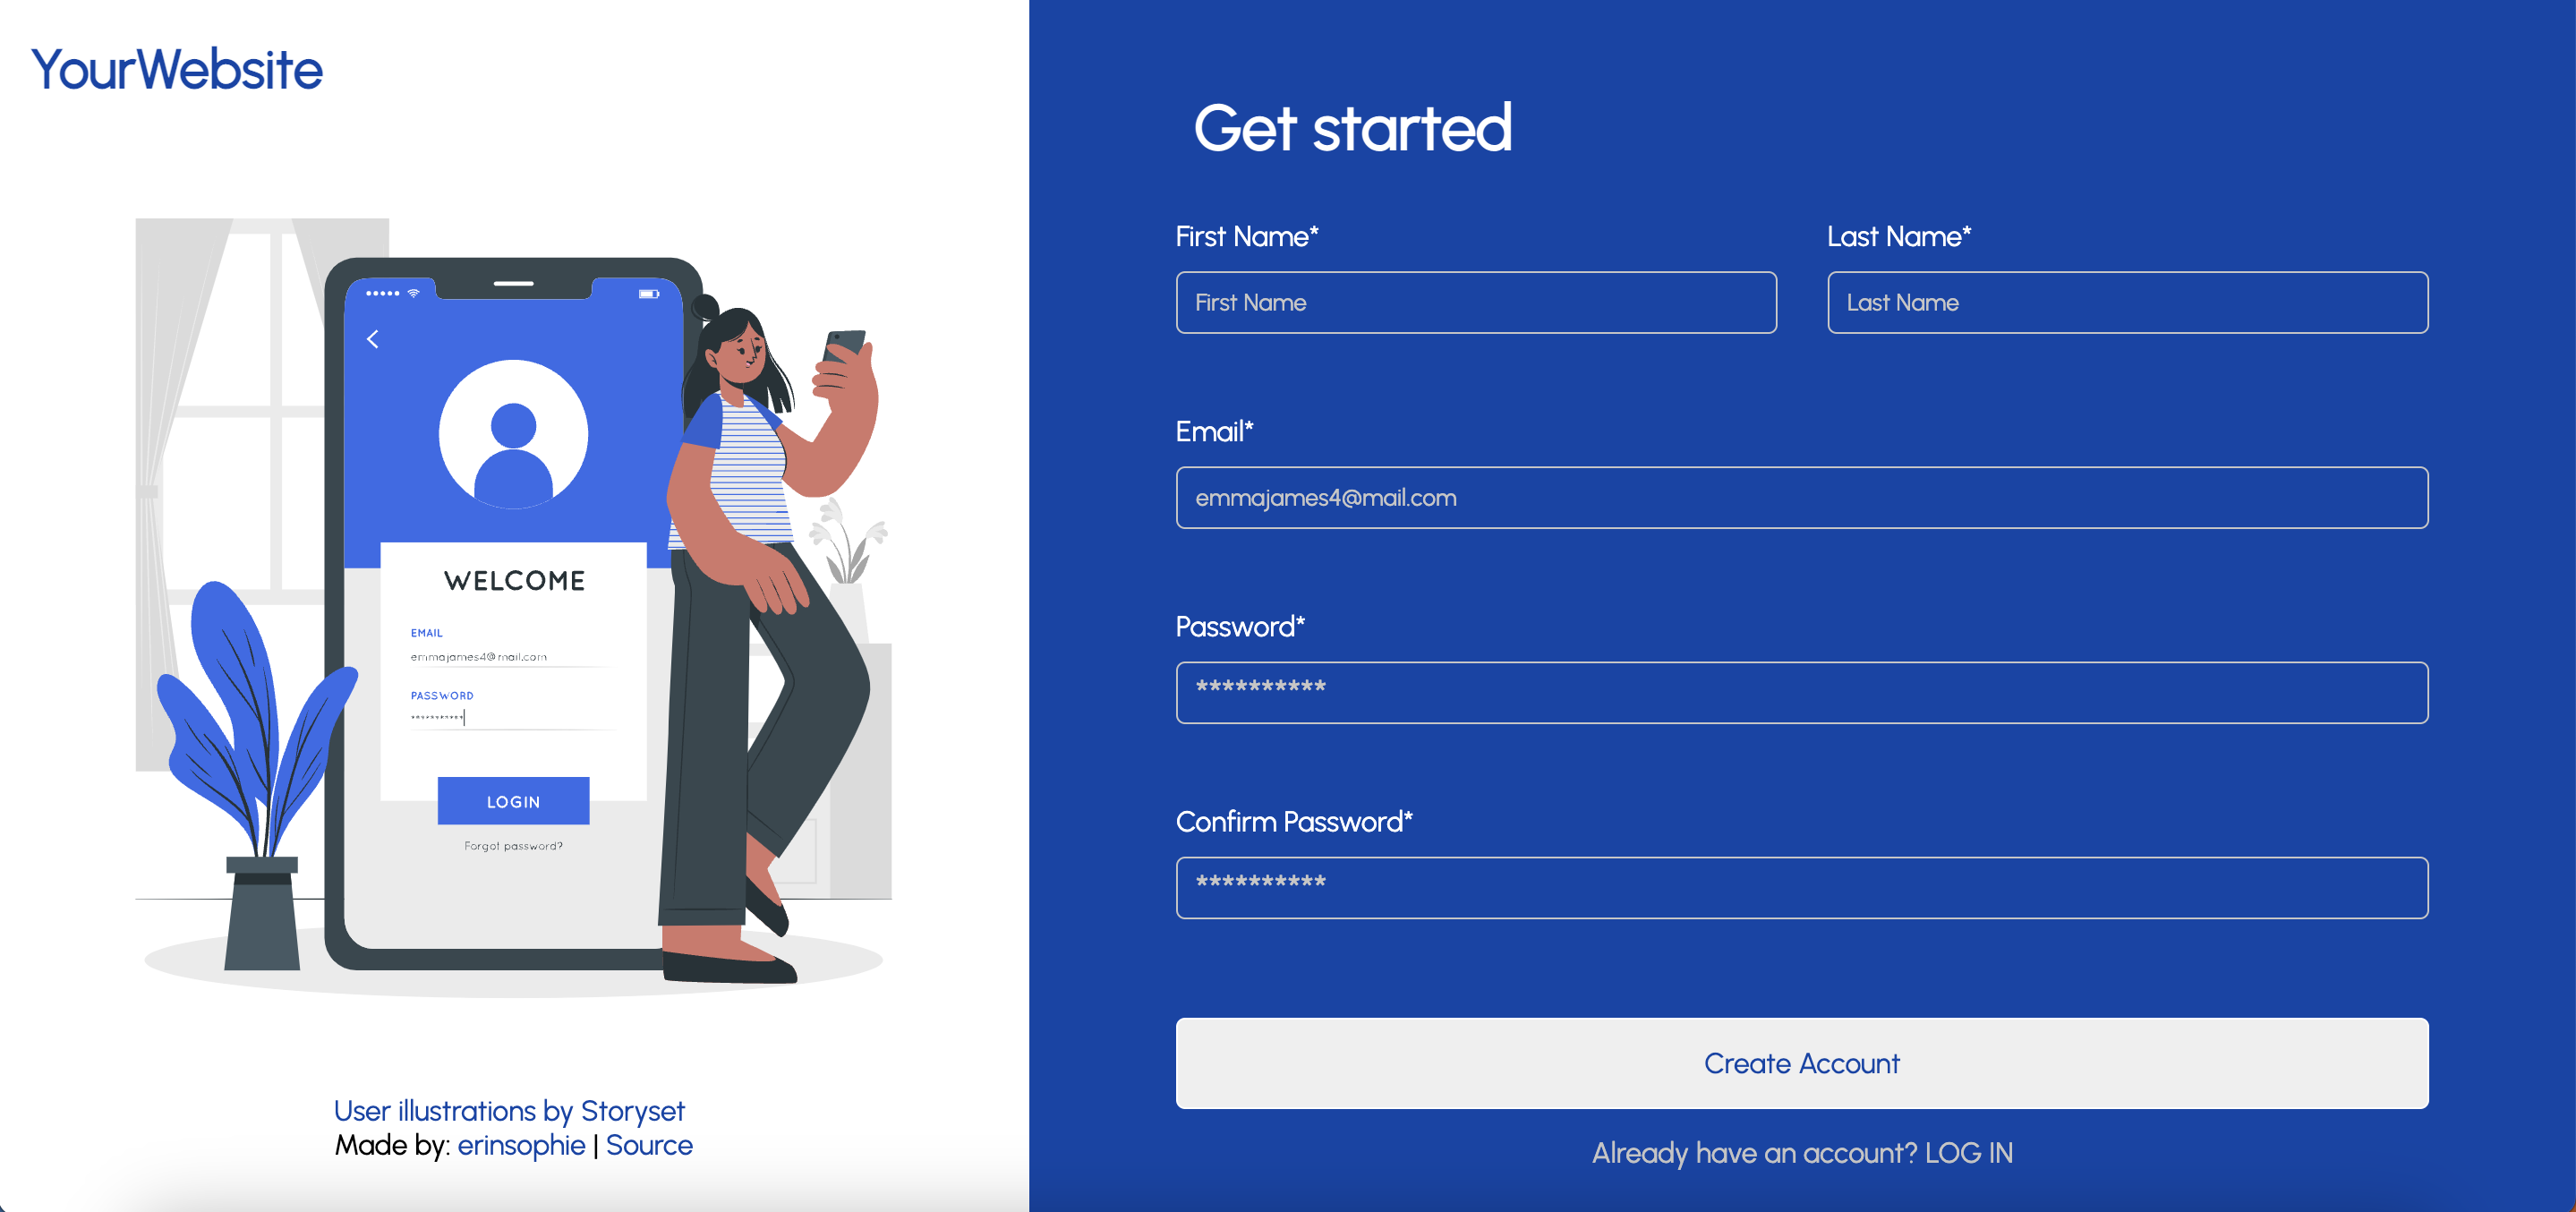 YourWebsite
WELCOME
EMAIL
emmajames4@mail.com
PASSWORD
***********
LOGIN
Forgot password?
User illustrations by Storyset
Made by: erinsophie | Source
Get started
First Name* Last Name*
First Name Last Name
Email*
emmajames4@mail.com
Password*
**********
Confirm Password*
**********
Create Account
Already have an account? LOG IN